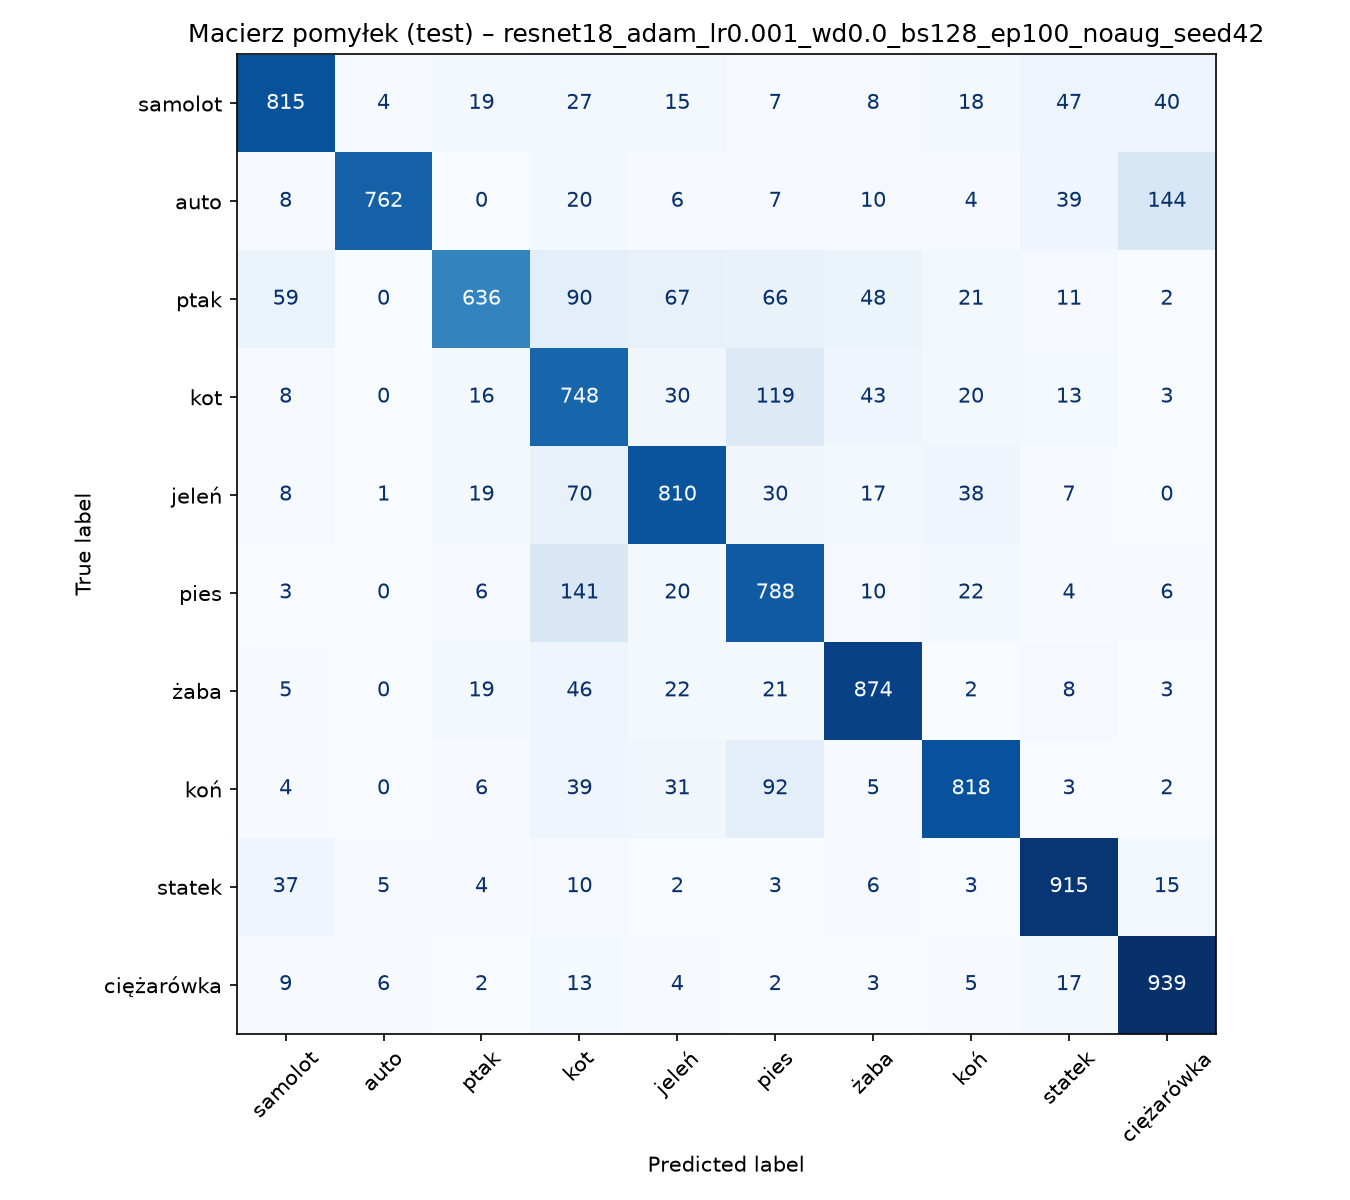 Macierz pomyłek (test) – resnet18_adam_lr0.001_wd0.0_bs128_ep100_noaug_seed42
True label
samolot 815 4 19 27 15 7 8 18 47 40
auto 8 762 0 20 6 7 10 4 39 144
ptak 59 0 636 90 67 66 48 21 11 2
kot 8 0 16 748 30 119 43 20 13 3
jeleń 8 1 19 70 810 30 17 38 7 0
pies 3 0 6 141 20 788 10 22 4 6
żaba 5 0 19 46 22 21 874 2 8 3
koń 4 0 6 39 31 92 5 818 3 2
statek 37 5 4 10 2 3 6 3 915 15
ciężarówka 9 6 2 13 4 2 3 5 17 939
samolot auto ptak kot jeleń pies żaba koń statek ciężarówka
Predicted label